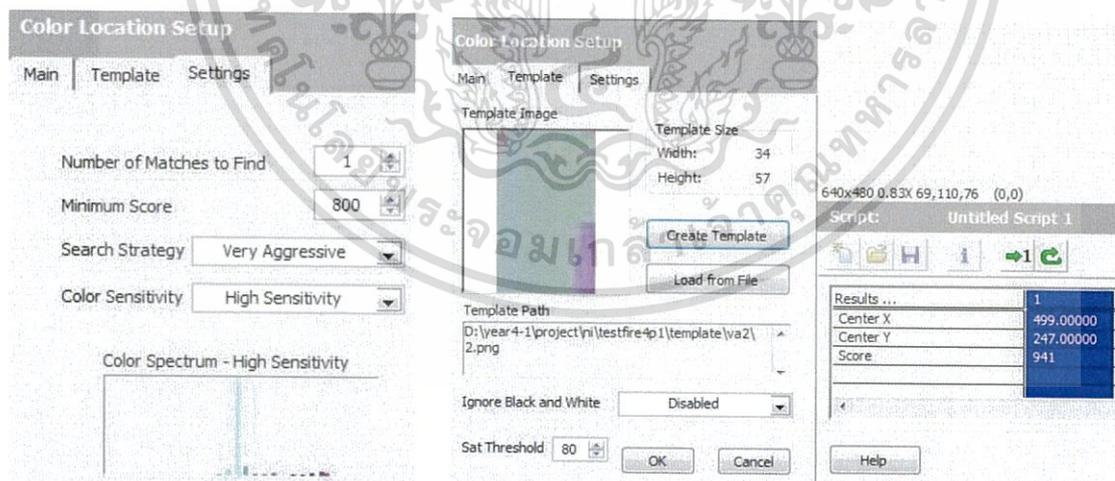 Color Location Setup
Main Template Settings
Number of Matches to Find 1
Minimum Score 800
Search Strategy Very Aggressive
Color Sensitivity High Sensitivity
Color Spectrum - High Sensitivity
Color Location Setup
Main Template Settings
Template Image
Template Size
Width: 34
Height: 57
Create Template
Load from File
Template Path
D:\year4-1\project\ni\testfire4p1\template\va2\
2.png
Ignore Black and White Disabled
Sat Threshold 80
OK Cancel
640x480 0.83X 69,110,76 (0,0)
Script: Untitled Script 1
1
Results ... 1
Center X 499.00000
Center Y 247.00000
Score 941
Help